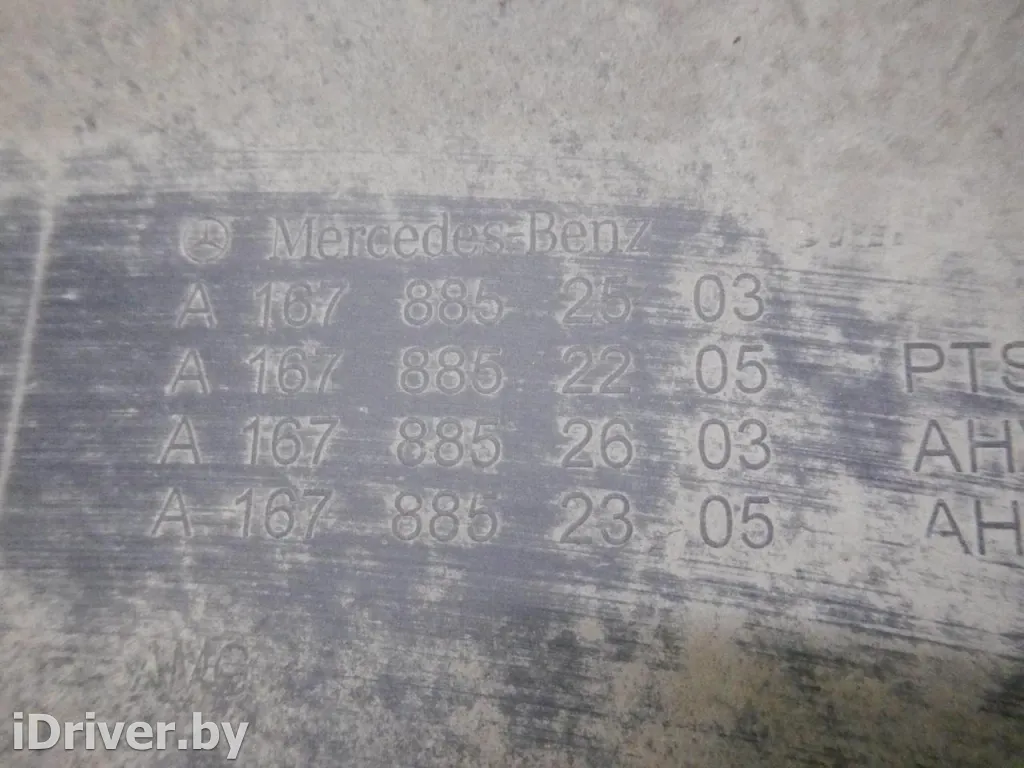 Mercedes-Benz
A 167 885 25 03
A 167 885 22 05 PTS
A 167 885 26 03 AH
A 167 885 23 05 AH
iDriver.by